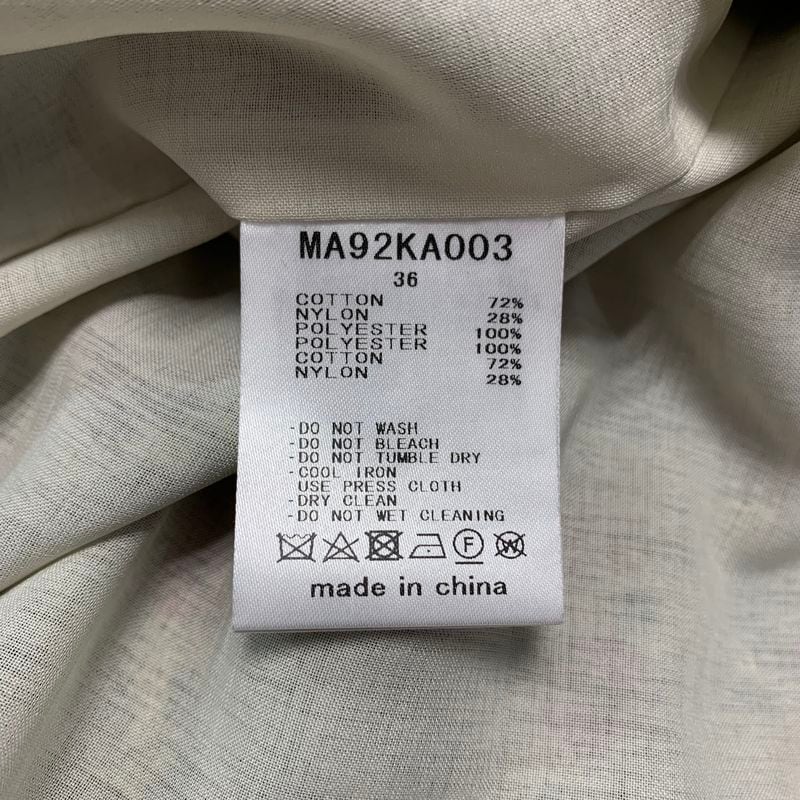 MA92KA003
36
COTTON 72%
NYLON 28%
POLYESTER 100%
POLYESTER 100%
COTTON 72%
NYLON 28%
-DO NOT WASH
-DO NOT BLEACH
-DO NOT TUMBLE DRY
-COOL IRON
USE PRESS CLOTH
-DRY CLEAN
-DO NOT WET CLEANING
F W
made in china